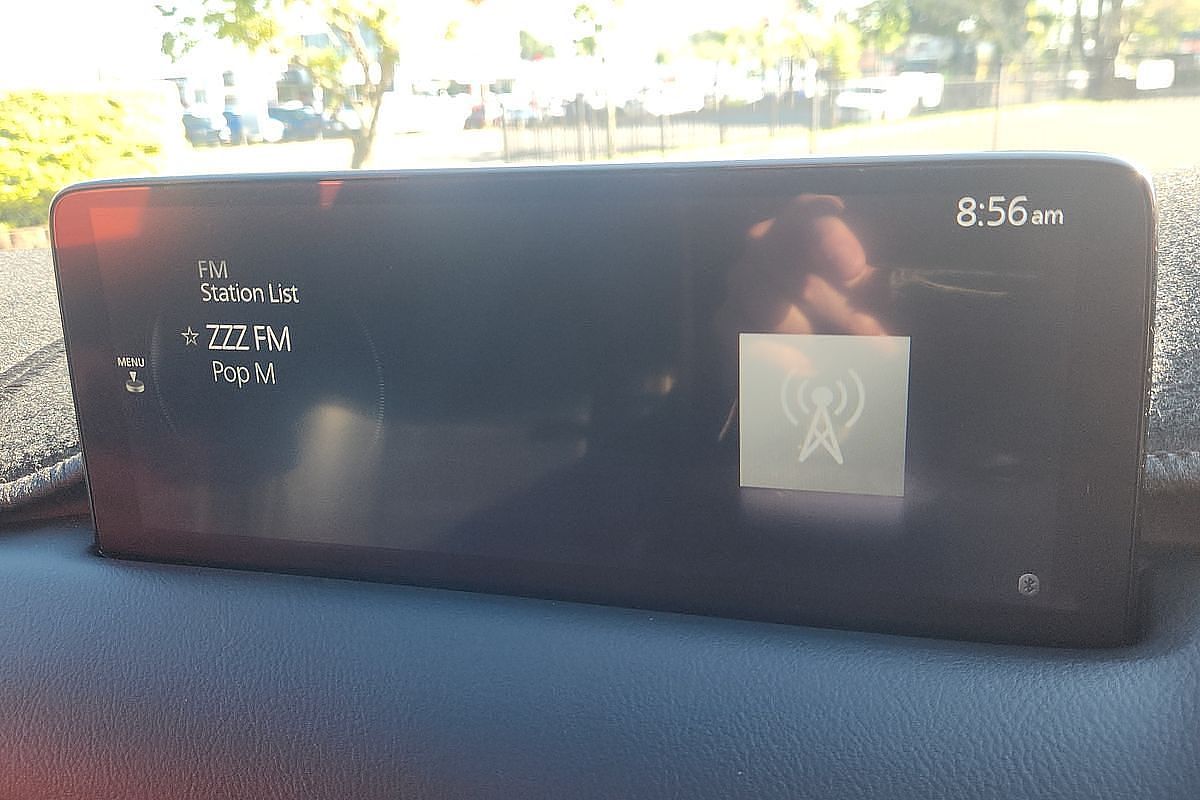 8:56am
FM
Station List
☆ ZZZ FM
Pop M
MENU